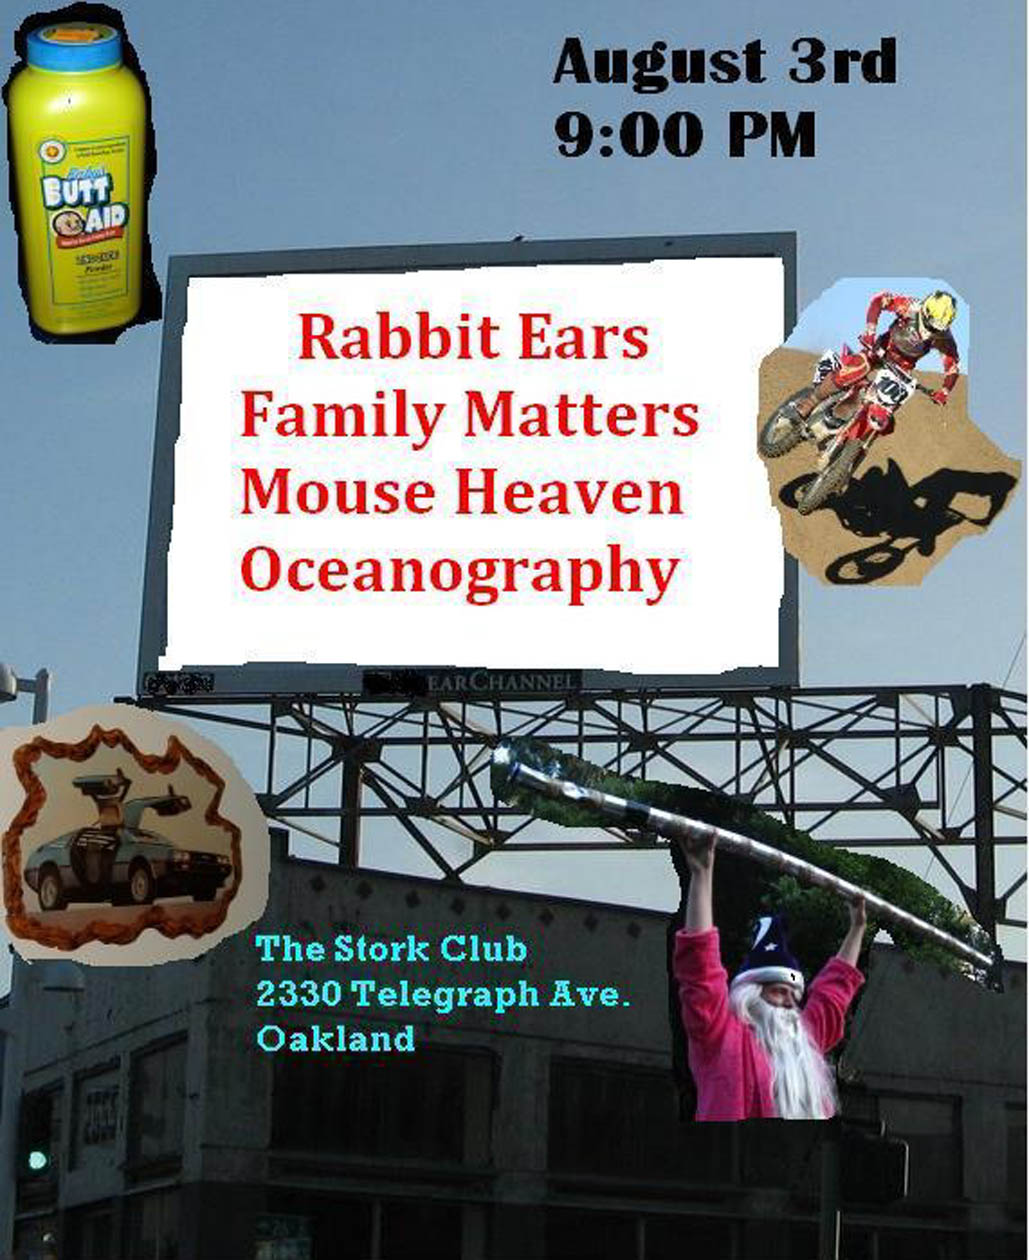 August 3rd
9:00 PM
BUTT
AID
Powder
Rabbit Ears
Family Matters
Mouse Heaven
Oceanography
EARCHANNEL
The Stork Club
2330 Telegraph Ave.
Oakland